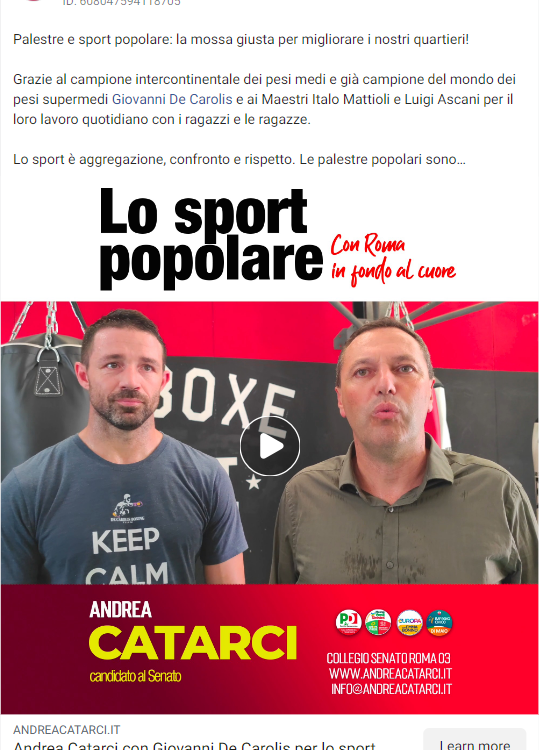 ID: 608047594118705
Palestre e sport popolare: la mossa giusta per migliorare i nostri quartieri!
Grazie al campione intercontinentale dei pesi medi e già campione del mondo dei
pesi supermedi Giovanni De Carolis e ai Maestri Italo Mattioli e Luigi Ascani per il
loro lavoro quotidiano con i ragazzi e le ragazze.
Lo sport è aggregazione, confronto e rispetto. Le palestre popolari sono...
Lo sport
popolare
Con Roma
in fondo al cuore
BOXE
KEEP
CALM
ANDREA
CATARCI
candidato al Senato
PD
EUROPA
COLLEGIO SENATO ROMA 03
WWW.ANDREACATARCI.IT
INFO@ANDREACATARCI.IT
ANDREACATARCI.IT
Andrea Catarci con Giovanni De Carolis per lo sport
Learn more